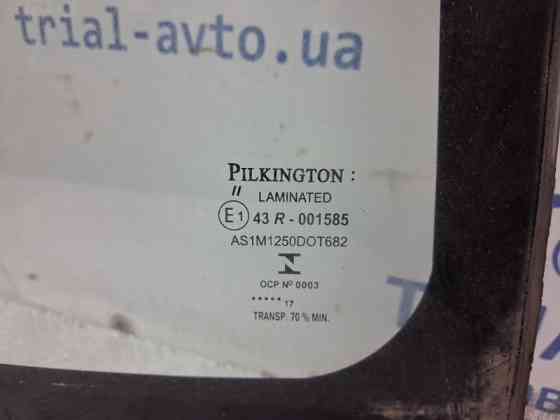 trial-avto.ua
PILKINGTON :
"
LAMINATED
E1 43 R - 001585
AS1M1250DOT682
N
OCP Nº 0003
..... 17
TRANSP. 70 % MIN.